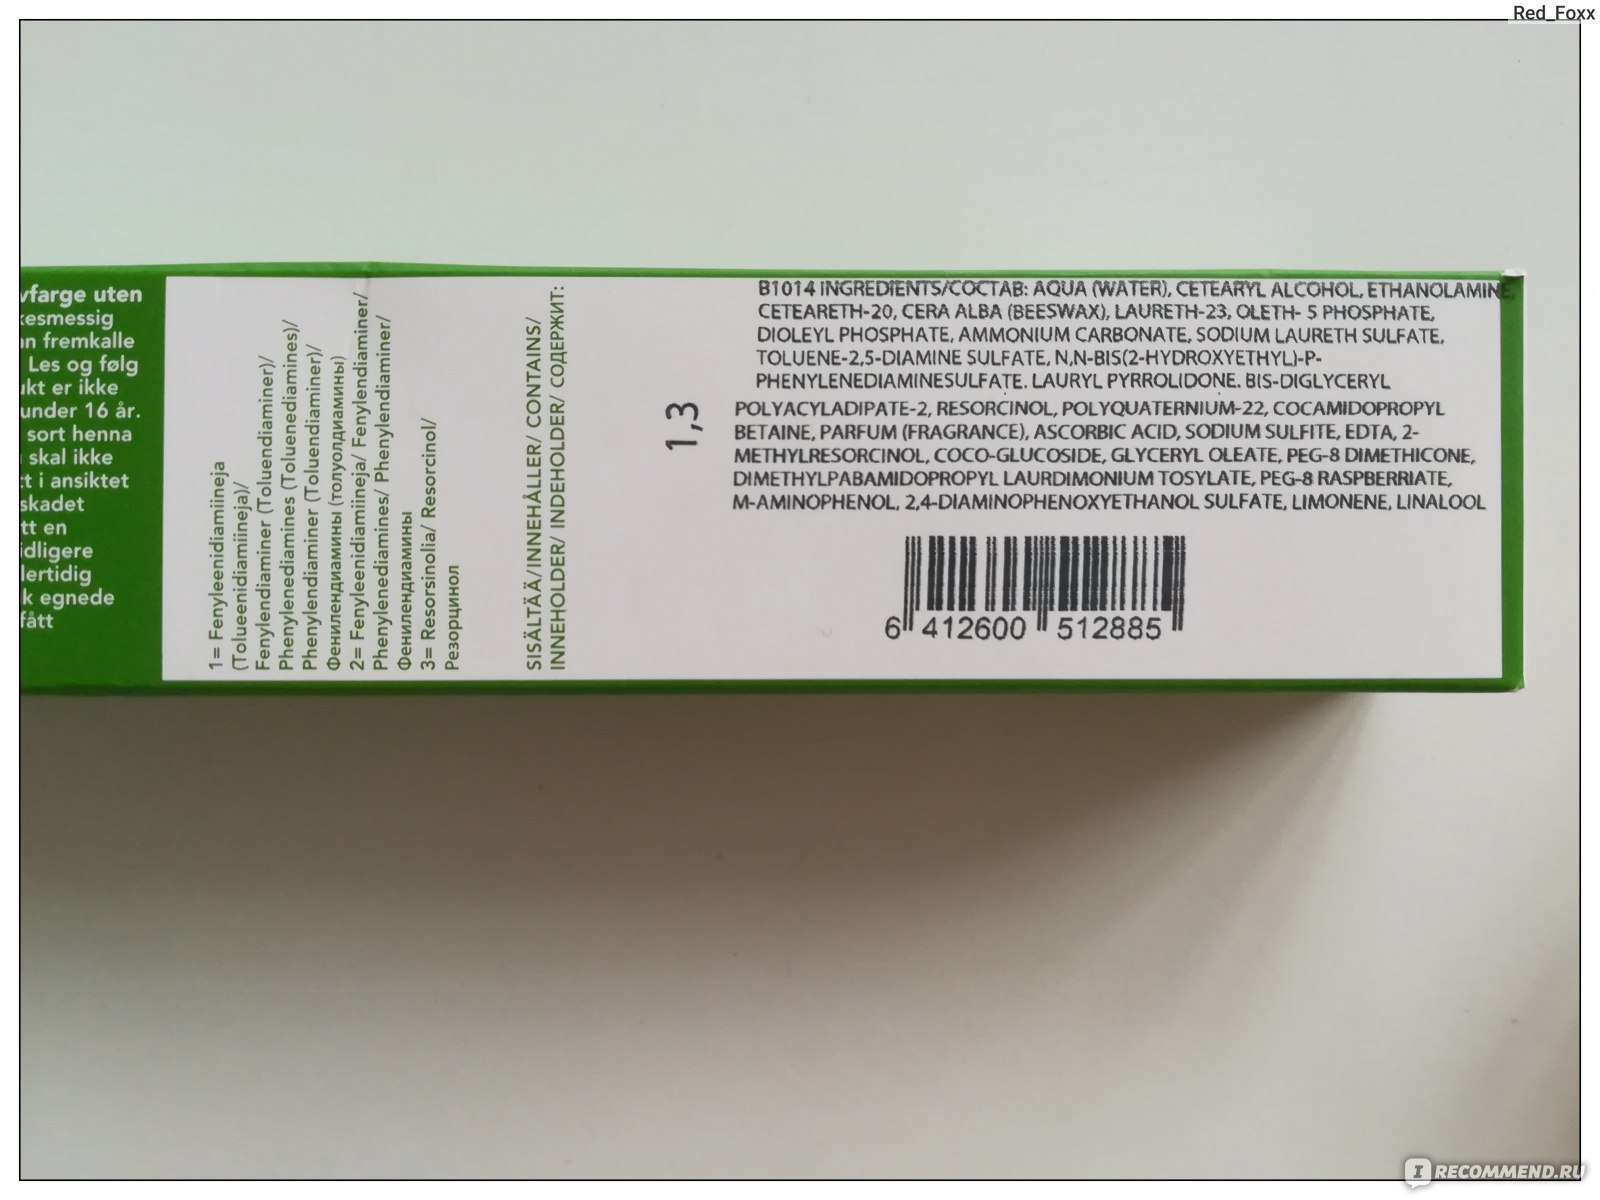 Red_Foxx
vfarge uten
kesmessig
n fremkalle
Les og følg
ukt er ikke
under 16 år.
sort henna
skal ikke
tt i ansiktet
skadet
tt en
idligere
lertidig
k egnede
fått
1= Fenyleenidiamiineja
(Tolueenidiamiineja)/
Fenylendiaminer (Toluendiaminer)/
Phenylenediamines (Toluenediamines)/
Phenylendiaminer (Toluendiaminer)/
Фенилендиамины (толуолдиамины)
2= Fenyleenidiamiineja/ Fenylendiaminer/
Phenylenediamines/ Phenylendiaminer/
Фенилендиамины
3= Resorsinolia/ Resorcinol/
Резорцинол
SISÄLTÄÄ/INNEHÅLLER/ CONTAINS/
INNEHOLDER/ INDEHOLDER/ СОДЕРЖИТ:
1,3
B1014 INGREDIENTS/СОСТАВ: AQUA (WATER), CETEARYL ALCOHOL, ETHANOLAMINE,
CETEARETH-20, CERA ALBA (BEESWAX), LAURETH-23, OLETH- 5 PHOSPHATE,
DIOLEYL PHOSPHATE, AMMONIUM CARBONATE, SODIUM LAURETH SULFATE,
TOLUENE-2,5-DIAMINE SULFATE, N,N-BIS(2-HYDROXYETHYL)-P-
PHENYLENEDIAMINESULFATE. LAURYL PYRROLIDONE. BIS-DIGLYCERYL
POLYACYLADIPATE-2, RESORCINOL, POLYQUATERNIUM-22, COCAMIDOPROPYL
BETAINE, PARFUM (FRAGRANCE), ASCORBIC ACID, SODIUM SULFITE, EDTA, 2-
METHYLRESORCINOL, COCO-GLUCOSIDE, GLYCERYL OLEATE, PEG-8 DIMETHICONE,
DIMETHYLPABAMIDOPROPYL LAURDIMONIUM TOSYLATE, PEG-8 RASPBERRIATE,
M-AMINOPHENOL, 2,4-DIAMINOPHENOXYETHANOL SULFATE, LIMONENE, LINALOOL
6 412600 512885
IRECOMMEND.RU